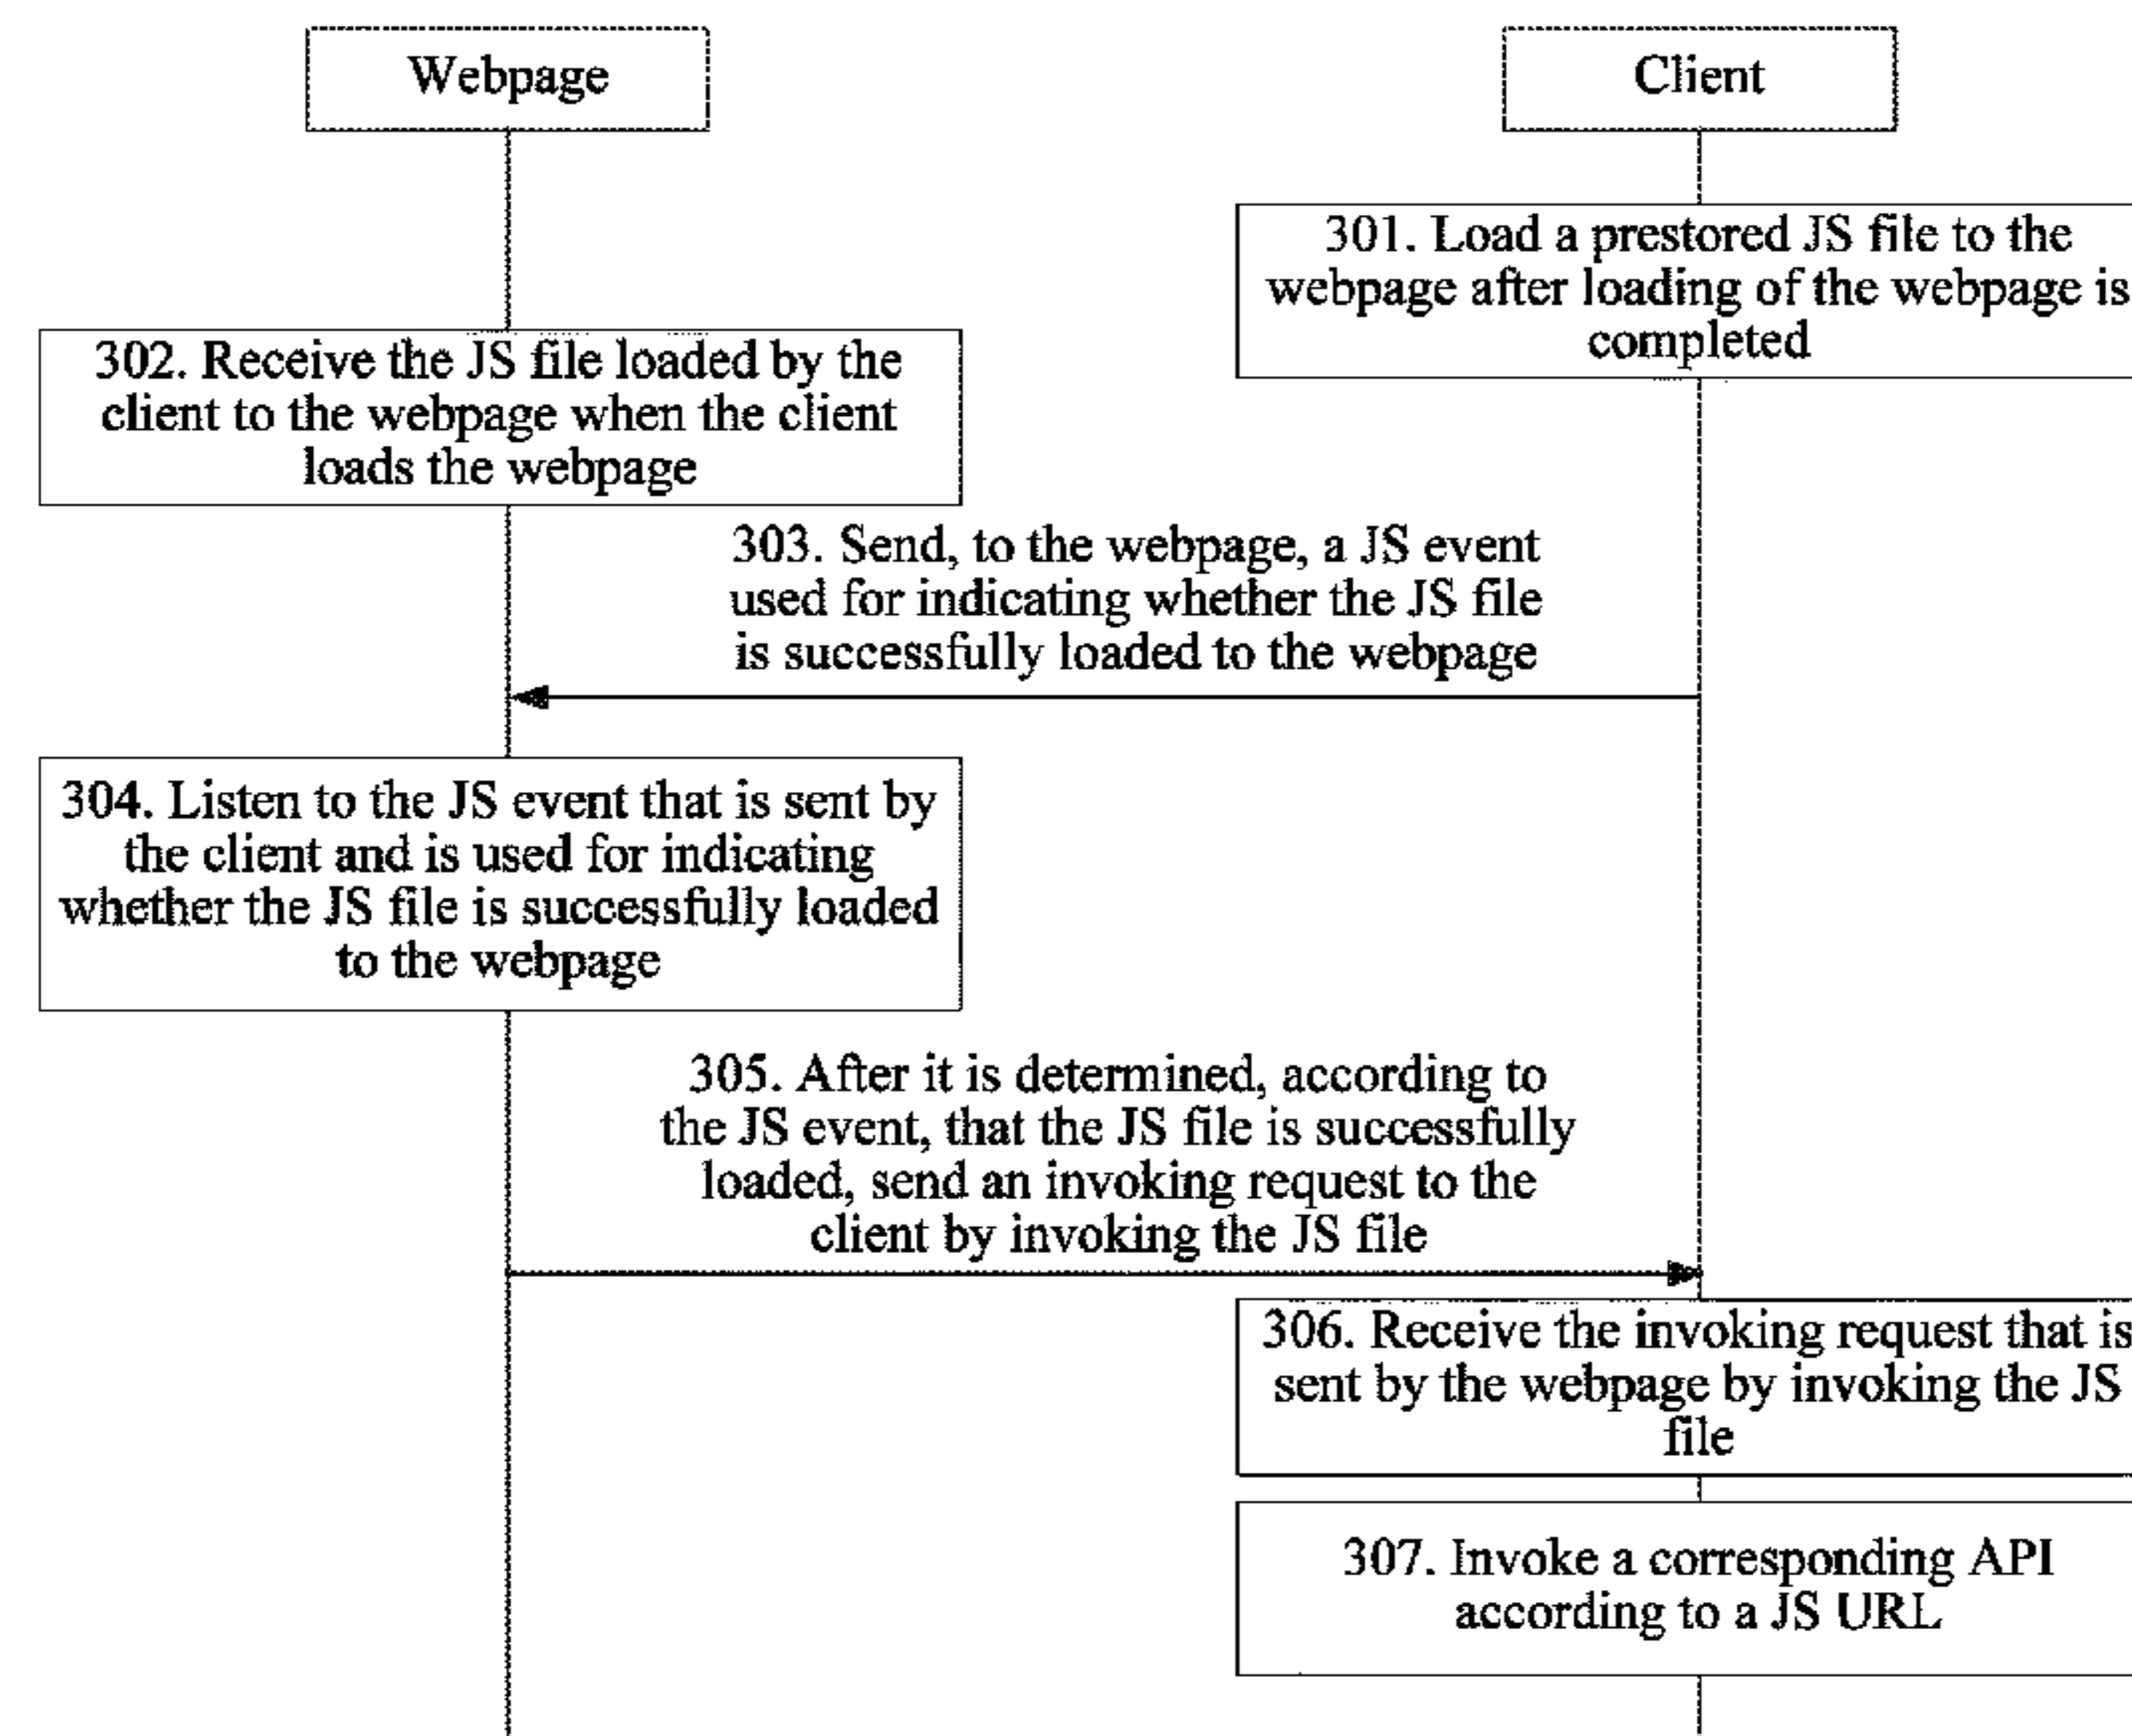 Webpage
Client
301. Load a prestored JS file to the
webpage after loading of the webpage is
completed
302. Receive the JS file loaded by the
client to the webpage when the client
loads the webpage
303. Send, to the webpage, a JS event
used for indicating whether the JS file
is successfully loaded to the webpage
304. Listen to the JS event that is sent by
the client and is used for indicating
whether the JS file is successfully loaded
to the webpage
305. After it is determined, according to
the JS event, that the JS file is successfully
loaded, send an invoking request to the
client by invoking the JS file
306. Receive the invoking request that is
sent by the webpage by invoking the JS
file
307. Invoke a corresponding API
according to a JS URL